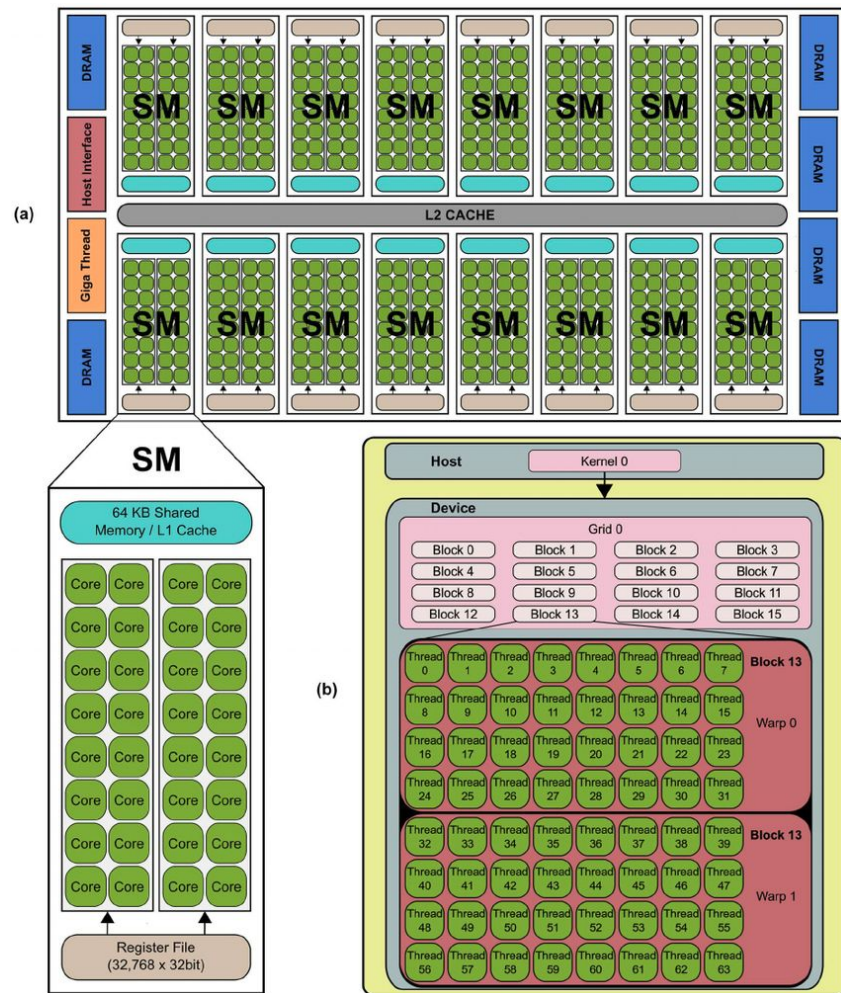 (a)
DRAM
Host Interface
Giga Thread
DRAM
SM SM SM SM SM SM SM SM
L2 CACHE
SM SM SM SM SM SM SM SM
DRAM
DRAM
DRAM
DRAM
SM
64 KB Shared
Memory / L1 Cache
Core Core Core Core
Core Core Core Core
Core Core Core Core
Core Core Core Core
Core Core Core Core
Core Core Core Core
Core Core Core Core
Core Core Core Core
Register File
(32,768 x 32bit)
(b)
Host
Kernel 0
Device
Grid 0
Block 0 Block 1 Block 2 Block 3
Block 4 Block 5 Block 6 Block 7
Block 8 Block 9 Block 10 Block 11
Block 12 Block 13 Block 14 Block 15
Block 13
Warp 0
Thread Thread Thread Thread Thread Thread Thread Thread
0 1 2 3 4 5 6 7
Thread Thread Thread Thread Thread Thread Thread Thread
8 9 10 11 12 13 14 15
Thread Thread Thread Thread Thread Thread Thread Thread
16 17 18 19 20 21 22 23
Thread Thread Thread Thread Thread Thread Thread Thread
24 25 26 27 28 29 30 31
Block 13
Warp 1
Thread Thread Thread Thread Thread Thread Thread Thread
32 33 34 35 36 37 38 39
Thread Thread Thread Thread Thread Thread Thread Thread
40 41 42 43 44 45 46 47
Thread Thread Thread Thread Thread Thread Thread Thread
48 49 50 51 52 53 54 55
Thread Thread Thread Thread Thread Thread Thread Thread
56 57 58 59 60 61 62 63